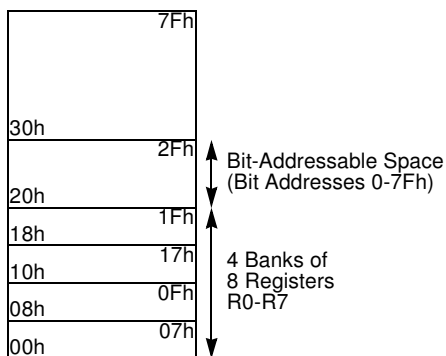 7Fh
30h
2Fh
20h
Bit-Addressable Space
(Bit Addresses 0-7Fh)
1Fh
18h
17h
10h
0Fh
08h
07h
00h
4 Banks of
8 Registers
R0-R7